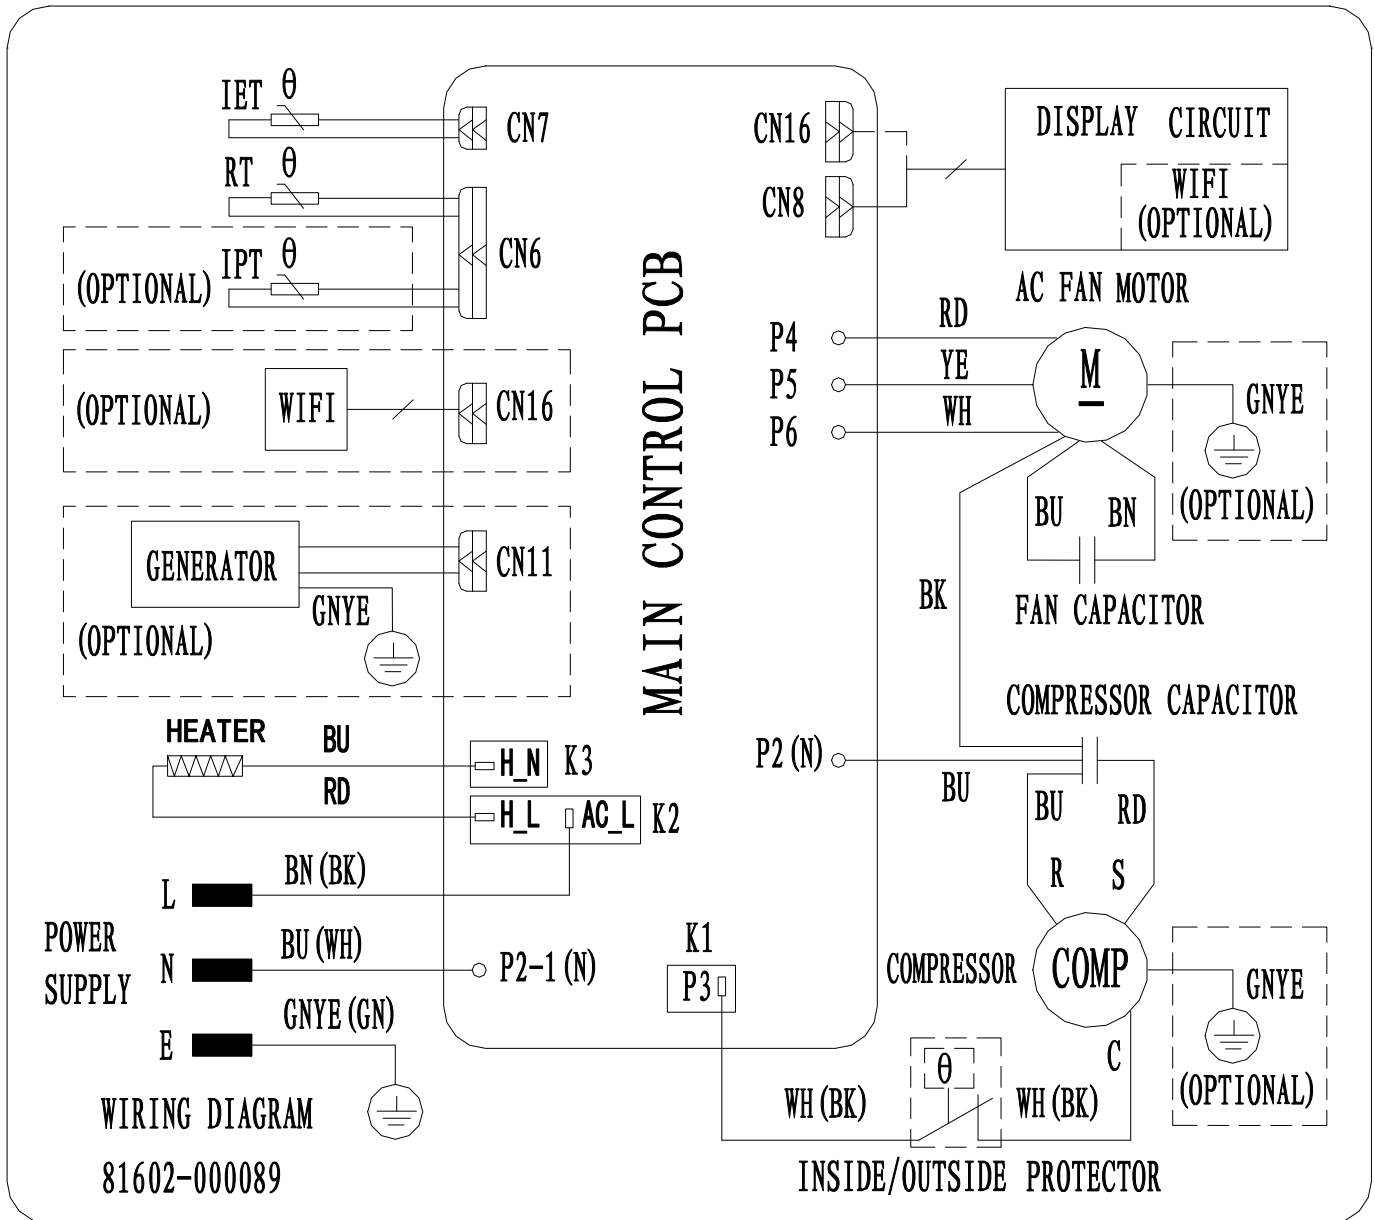 IET θ
CN7
RT θ
(OPTIONAL) IPT θ
CN6
(OPTIONAL) WIFI
CN16
GENERATOR
CN11
GNYE
(OPTIONAL)
HEATER
BU
H_N K3
RD
H_L AC_L K2
POWER
SUPPLY
L BN(BK)
N BU(WH)
P2-1(N)
E GNYE(GN)
MAIN CONTROL PCB
K1
P3
CN16
CN8
DISPLAY CIRCUIT
WIFI
(OPTIONAL)
AC FAN MOTOR
P4 RD
P5 YE
P6 WH
M
GNYE
(OPTIONAL)
BU BN
FAN CAPACITOR
BK
COMPRESSOR CAPACITOR
P2(N) BU
BU RD
R S
COMPRESSOR COMP
GNYE
(OPTIONAL)
C
θ
WH(BK) WH(BK)
INSIDE/OUTSIDE PROTECTOR
WIRING DIAGRAM
81602-000089